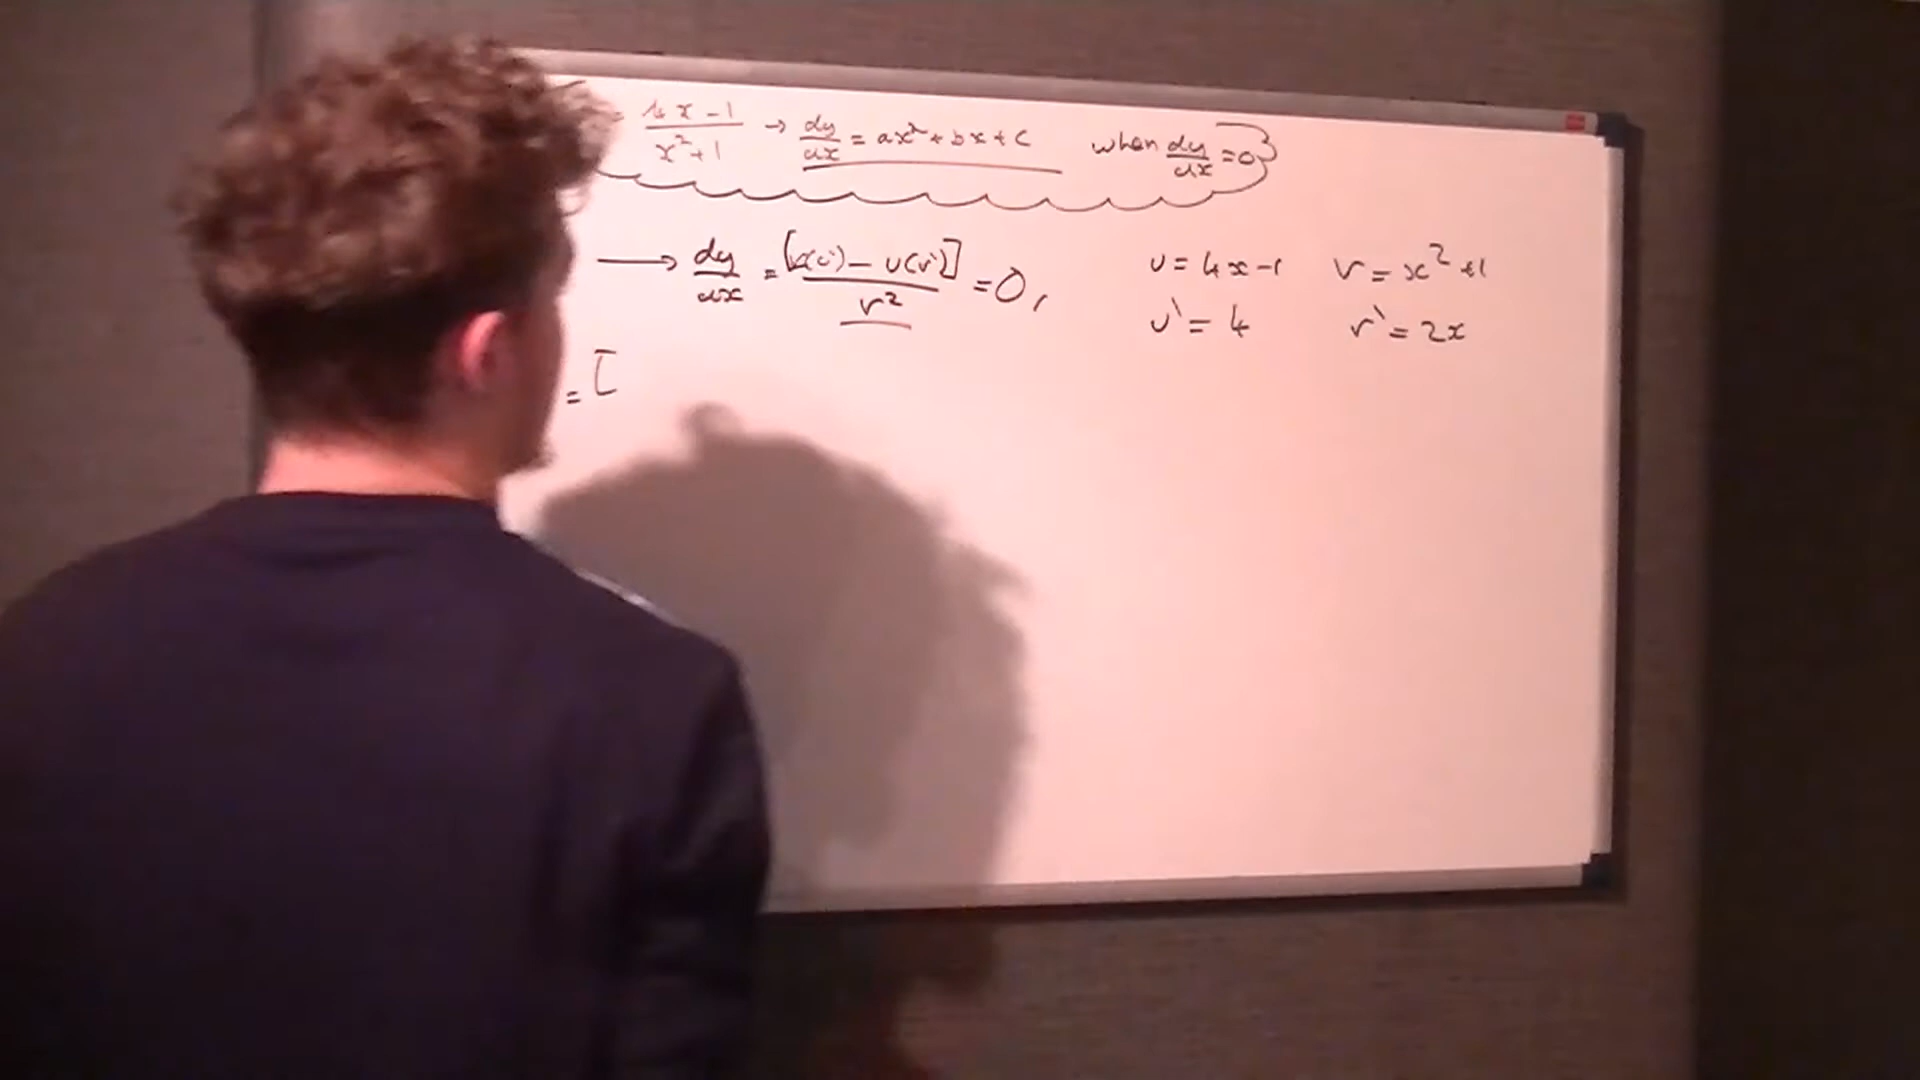 = 4x-1/x²+1 → dy/dx = ax²+bx+c when dy/dx = 0
→ dy/dx = [v(u')-u(v')]/v² = 0, u = 4x-1 v = x²+1
u' = 4 v' = 2x
= [